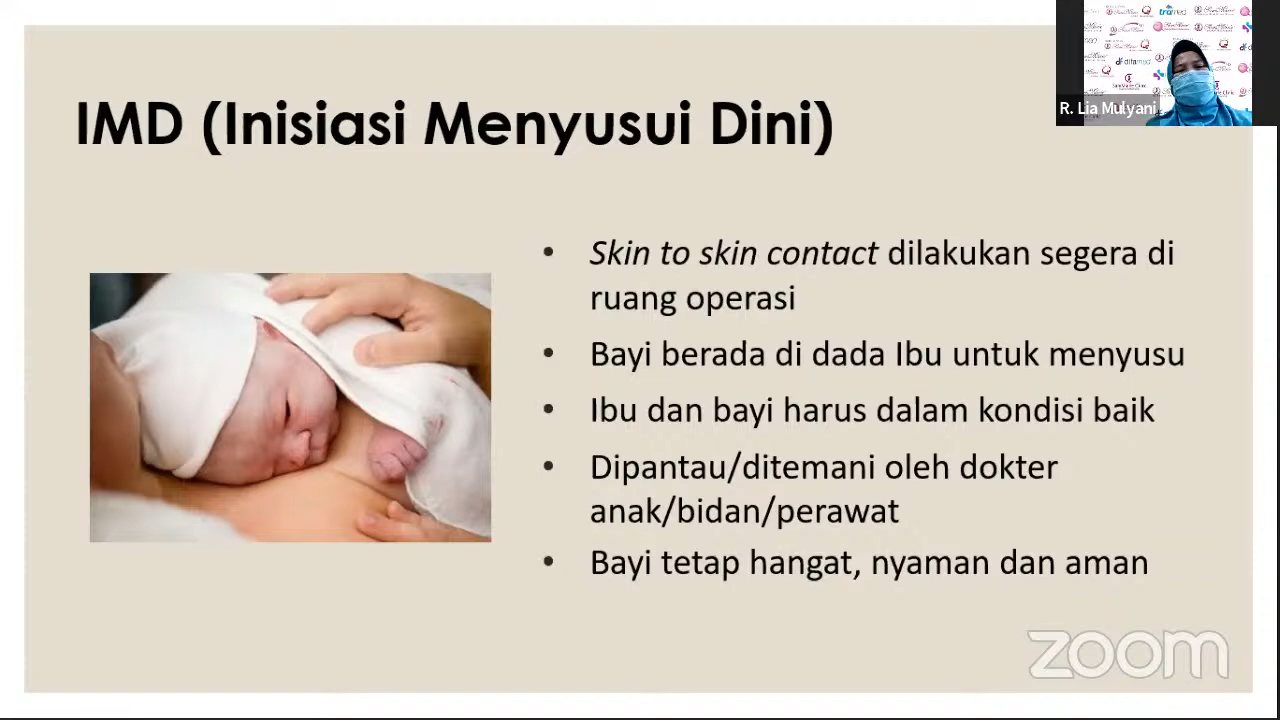 IMD (Inisiasi Menyusui Dini)
• Skin to skin contact dilakukan segera di
ruang operasi
• Bayi berada di dada Ibu untuk menyusu
• Ibu dan bayi harus dalam kondisi baik
• Dipantau/ditemani oleh dokter
anak/bidan/perawat
• Bayi tetap hangat, nyaman dan aman
R. Lia Mulyani
tramed
difamed
zoom